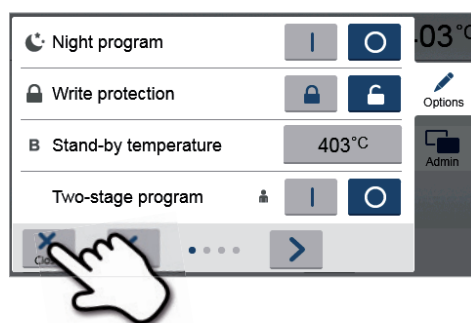 Night program
Write protection
B Stand-by temperature 403°C
Two-stage program
03°C
Options
Admin